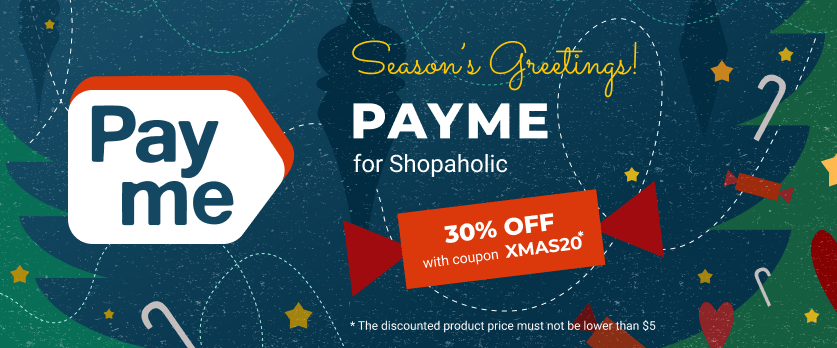 Pay
me
Season's Greetings!
PAYME
for Shopaholic
30% OFF
with coupon XMAS20*
* The discounted product price must not be lower than $5